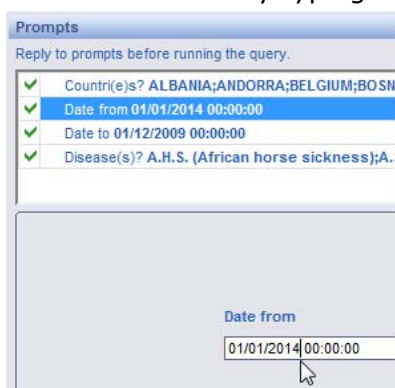 Prompts
Reply to prompts before running the query.
Countri(e)s? ALBANIA;ANDORRA;BELGIUM;BOSN
Date from 01/01/2014 00:00:00
Date to 01/12/2009 00:00:00
Disease(s)? A.H.S. (African horse sickness);A.
Date from
01/01/2014 00:00:00